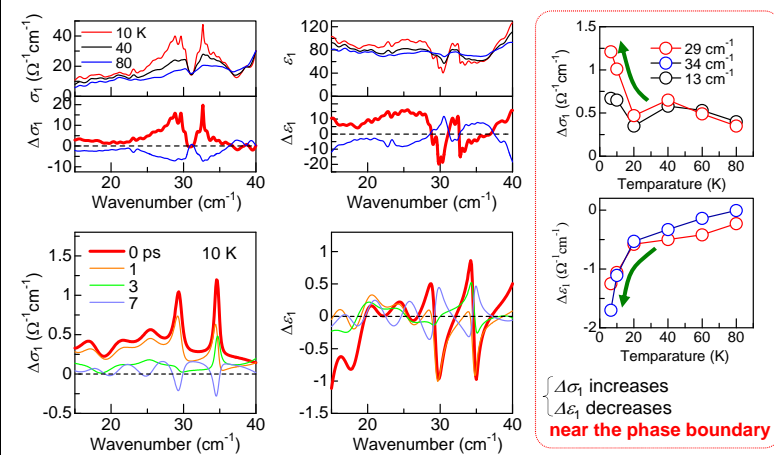 σ1 (Ω-1cm-1)
40
20
0
10 K
40
80
Δσ1
20
10
0
-10
20 30 40
Wavenumber (cm-1)
ε1
120
100
80
60
40
Δε1
10
0
-10
-20
20 30 40
Wavenumber (cm-1)
Δσ1 (Ω-1cm-1)
1.5
1
0.5
0
-0.5
0 ps
1
3
7
10 K
20 30 40
Wavenumber (cm-1)
Δε1
1
0.5
0
-0.5
-1
-1.5
20 30 40
Wavenumber (cm-1)
Δσ1 (Ω-1cm-1)
1.5
1
0.5
0
29 cm-1
34 cm-1
13 cm-1
0 20 40 60 80
Temparature (K)
Δε1 (Ω-1cm-1)
0
-1
-2
0 20 40 60 80
Temparature (K)
Δσ1 increases
Δε1 decreases
near the phase boundary